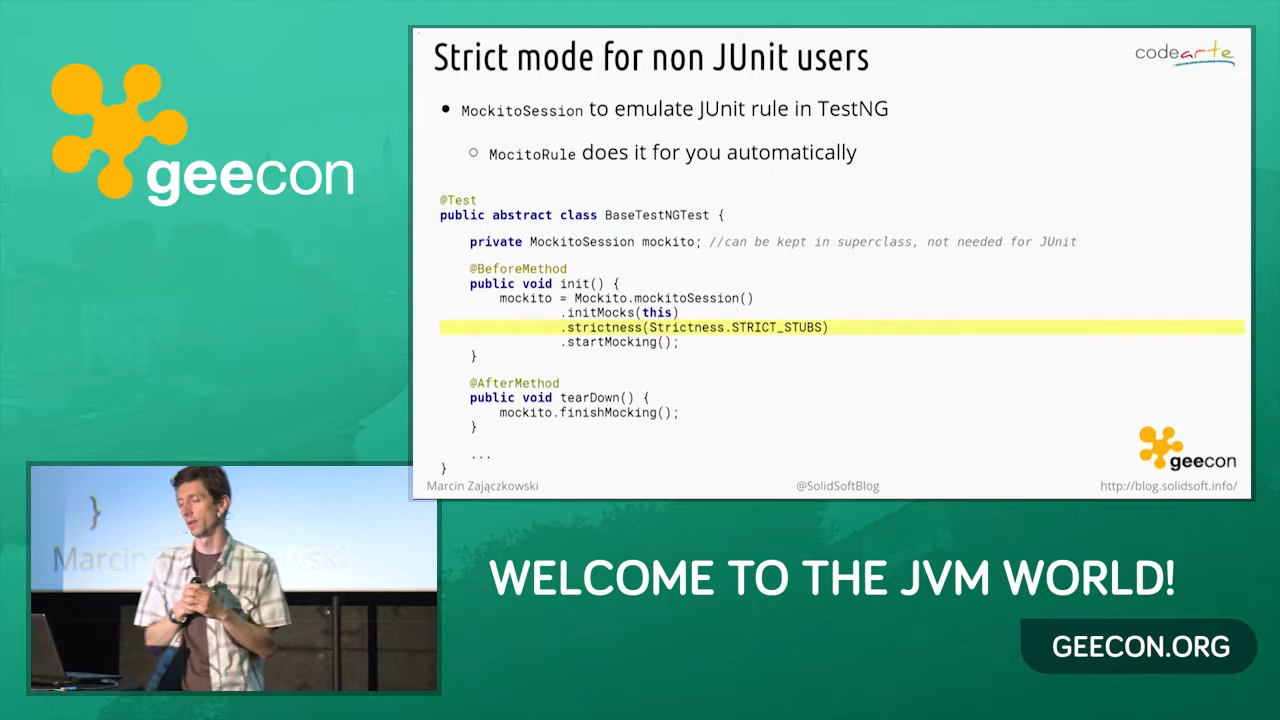 geecon
Strict mode for non JUnit users
codearte
• MockitoSession to emulate JUnit rule in TestNG
○ MocitoRule does it for you automatically
@Test
public abstract class BaseTestNGTest {
private MockitoSession mockito; //can be kept in superclass, not needed for JUnit
@BeforeMethod
public void init() {
mockito = Mockito.mockitoSession()
.initMocks(this)
.strictness(Strictness.STRICT_STUBS)
.startMocking();
}
@AfterMethod
public void tearDown() {
mockito.finishMocking();
}
...
}
geecon
Marcin Zajączkowski
@SolidSoftBlog
http://blog.solidsoft.info/
}
Marcin
WELCOME TO THE JVM WORLD!
GEECON.ORG